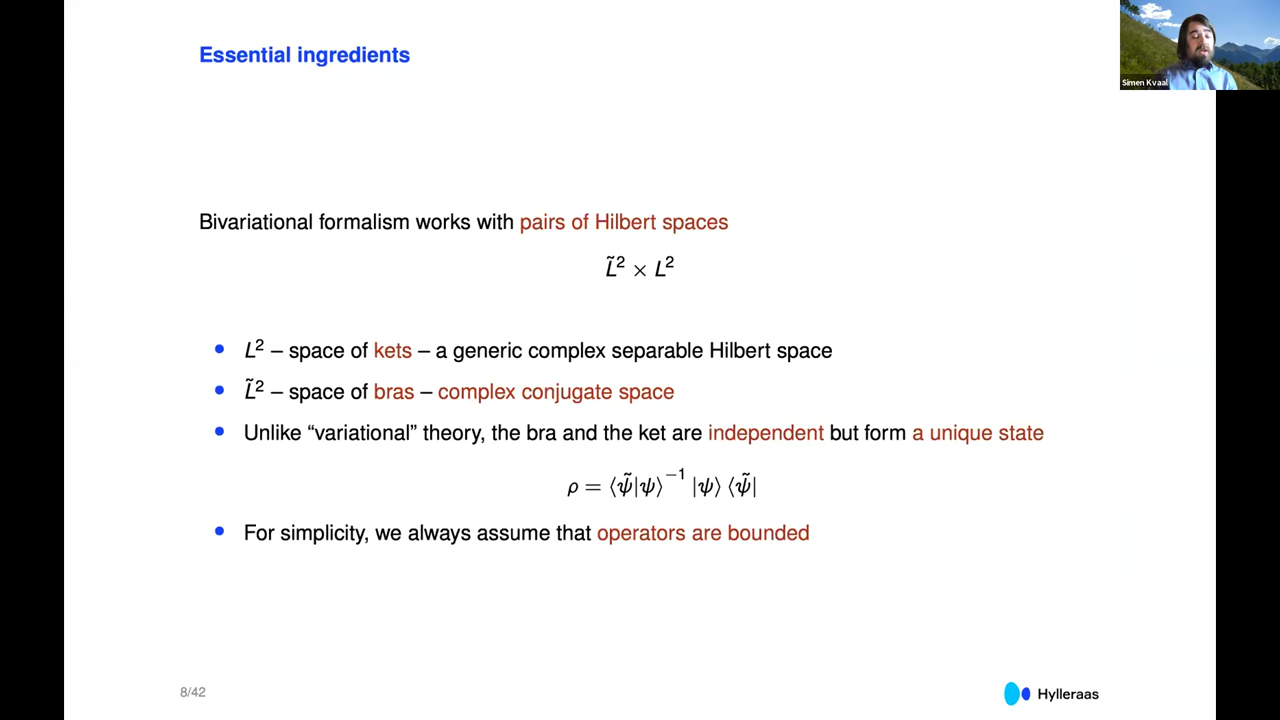 Essential ingredients
Simen Kvaal
Bivariational formalism works with pairs of Hilbert spaces
L̃² × L²
• L² – space of kets – a generic complex separable Hilbert space
• L̃² – space of bras – complex conjugate space
• Unlike “variational” theory, the bra and the ket are independent but form a unique state
ρ = ⟨ψ̃|ψ⟩⁻¹ |ψ⟩ ⟨ψ̃|
• For simplicity, we always assume that operators are bounded
8/42
Hylleraas